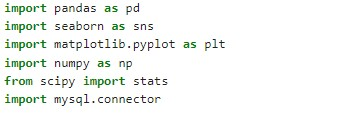 import pandas as pd
import seaborn as sns
import matplotlib.pyplot as plt
import numpy as np
from scipy import stats
import mysql.connector